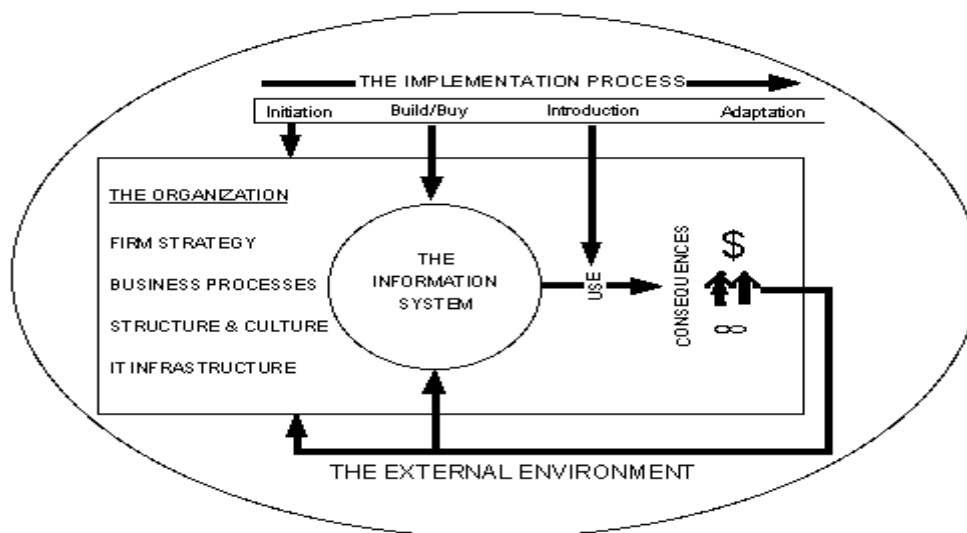 THE IMPLEMENTATION PROCESS
Initiation Build/Buy Introduction Adaptation
THE ORGANIZATION
FIRM STRATEGY
BUSINESS PROCESSES
STRUCTURE & CULTURE
IT INFRASTRUCTURE
THE
INFORMATION
SYSTEM
USE
CONSEQUENCES
$
∞
THE EXTERNAL ENVIRONMENT